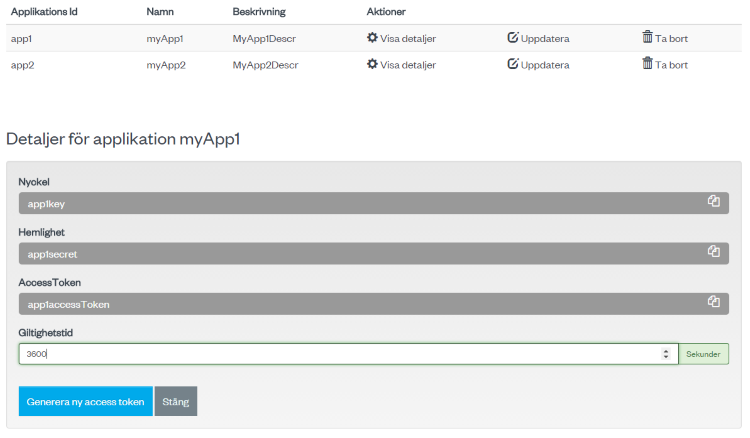 Applikations Id Namn Beskrivning Aktioner
app1 myApp1 MyApp1Descr Visa detaljer Uppdatera Ta bort
app2 myApp2 MyApp2Descr Visa detaljer Uppdatera Ta bort
Detaljer för applikation myApp1
Nyckel
app1key
Hemlighet
app1secret
AccessToken
app1accessToken
Giltighetstid
3600 Sekunder
Generera ny access token Stäng